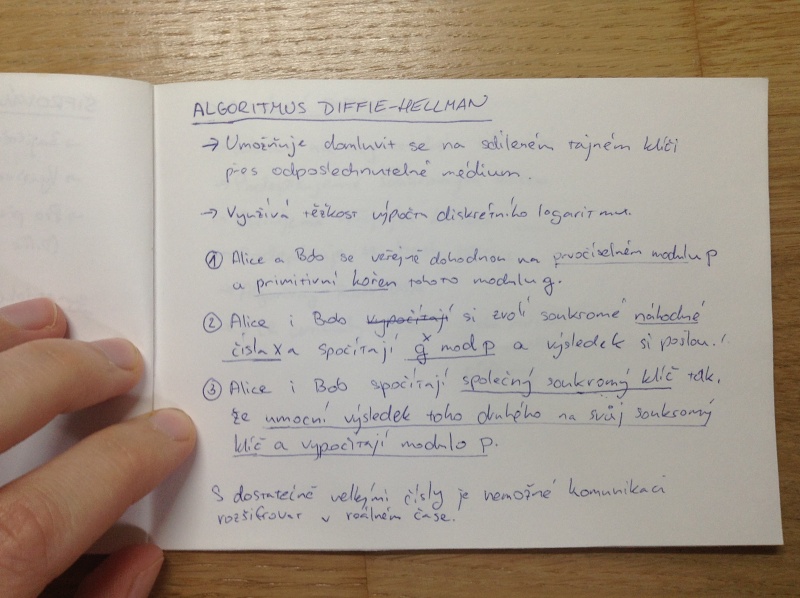 ALGORITMUS DIFFIE-HELLMAN
→ Umožňuje domluvit se na sdíleném tajném klíči
přes odposlechnutelné médium.
→ Využívá těžkost výpočtu diskrétního logaritmu.
① Alice a Bob se veřejně dohodnou na prvočíselném modulu p
a primitivní kořen tohoto modulu g.
② Alice i Bob vypočítají si zvolí soukromé náhodné
čísla x a spočítají g^x mod p a výsledek si pošlou.
③ Alice i Bob spočítají společný soukromý klíč tak,
že umocní výsledek toho druhého na svůj soukromý
klíč a vypočítají modulo p.
S dostatečně velkými čísly je nemožné komunikaci
rozšifrovat v reálném čase.